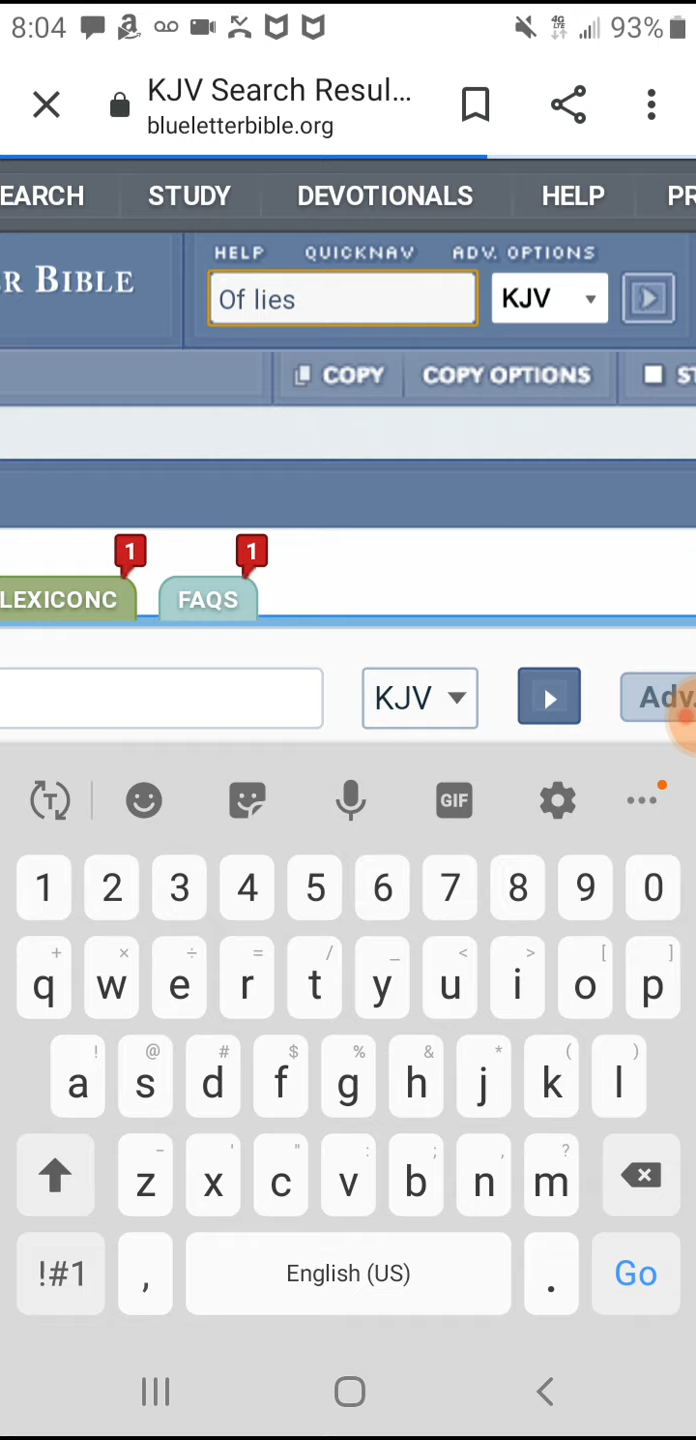 8:04 93%
KJV Search Resul...
blueletterbible.org
EARCH STUDY DEVOTIONALS HELP PR
HELP QUICKNAV ADV. OPTIONS
R BIBLE
Of lies KJV
COPY COPY OPTIONS ST
1 1
LEXICONC FAQS
KJV Adv.
T GIF
1 2 3 4 5 6 7 8 9 0
+ × ÷ = / _ < > [ ]
q w e r t y u i o p
! @ # $ % & * ( )
a s d f g h j k l
- ' " : ; , ?
z x c v b n m
!#1 , English (US) . Go